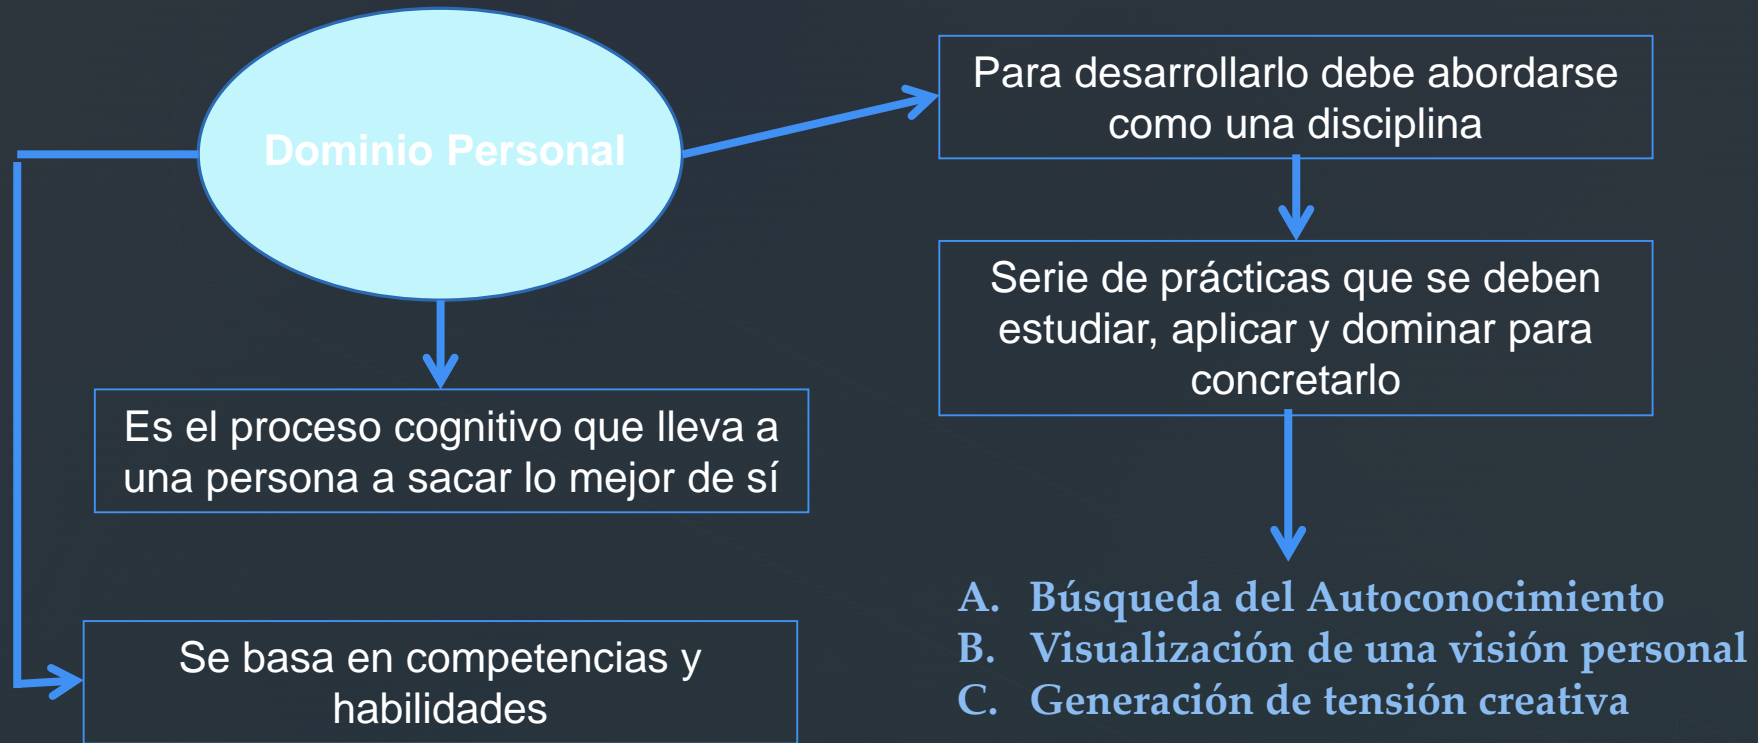 Dominio Personal
Es el proceso cognitivo que lleva a
una persona a sacar lo mejor de sí
Se basa en competencias y
habilidades
Para desarrollarlo debe abordarse
como una disciplina
Serie de prácticas que se deben
estudiar, aplicar y dominar para
concretarlo
A. Búsqueda del Autoconocimiento
B. Visualización de una visión personal
C. Generación de tensión creativa